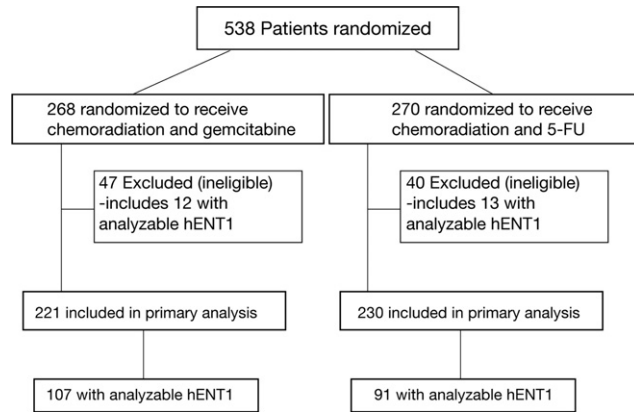 538 Patients randomized
268 randomized to receive
chemoradiation and gemcitabine
270 randomized to receive
chemoradiation and 5-FU
47 Excluded (ineligible)
-includes 12 with
analyzable hENT1
40 Excluded (ineligible)
-includes 13 with
analyzable hENT1
221 included in primary analysis
230 included in primary analysis
107 with analyzable hENT1
91 with analyzable hENT1